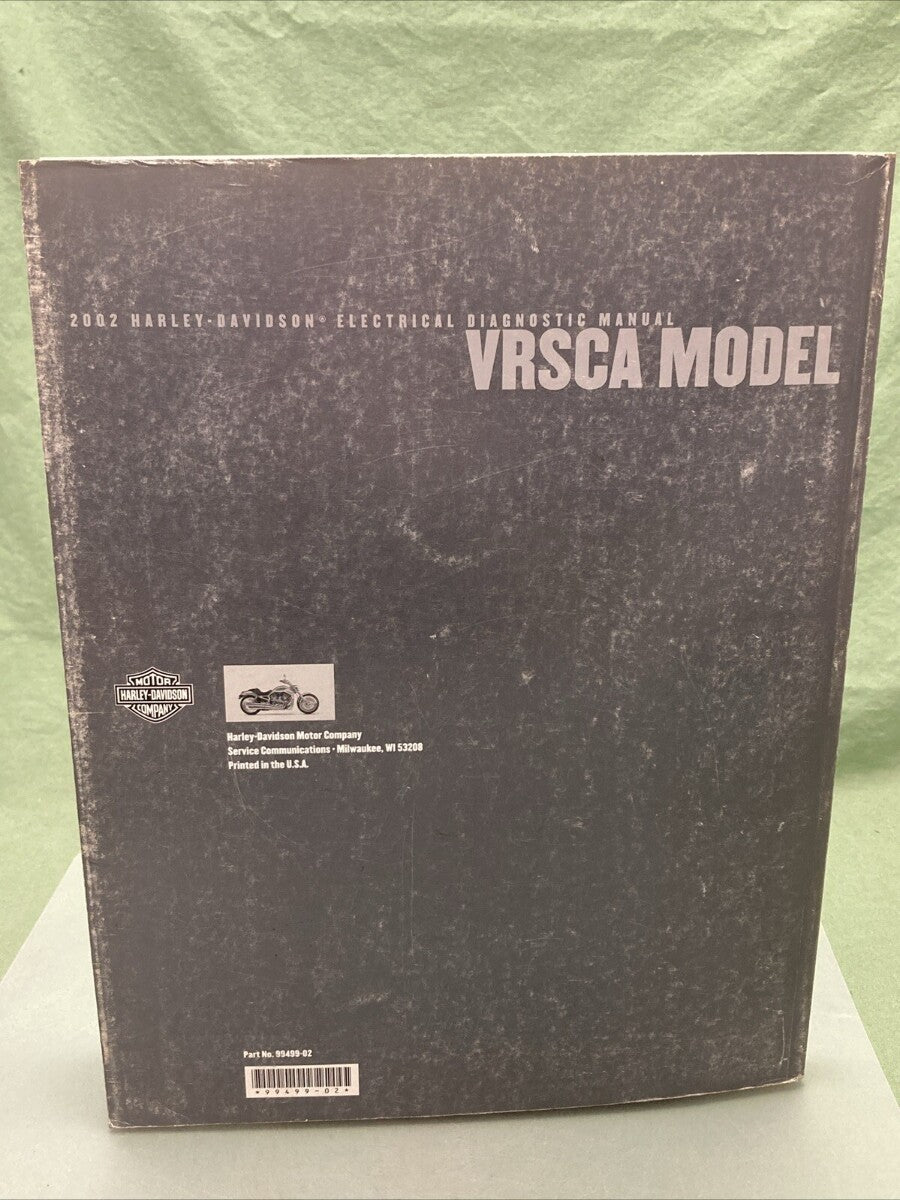 2002 HARLEY-DAVIDSON® ELECTRICAL DIAGNOSTIC MANUAL
VRSCA MODEL
MOTOR
HARLEY-DAVIDSON
COMPANY
Harley-Davidson Motor Company
Service Communications • Milwaukee, WI 53208
Printed in the U.S.A.
Part No. 99499-02
*99499-02*